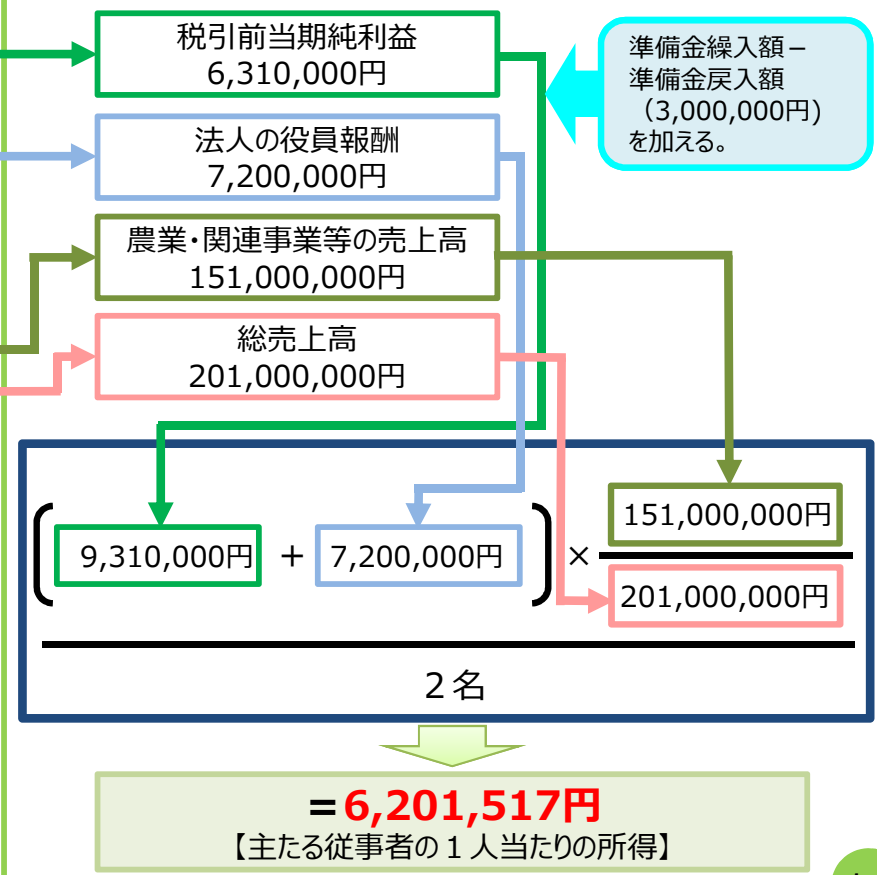 税引前当期純利益
6,310,000円
準備金繰入額－
準備金戻入額
（3,000,000円)
を加える。
法人の役員報酬
7,200,000円
農業・関連事業等の売上高
151,000,000円
総売上高
201,000,000円
9,310,000円 + 7,200,000円 × 151,000,000円
201,000,000円
２名
=6,201,517円
【主たる従事者の１人当たりの所得】